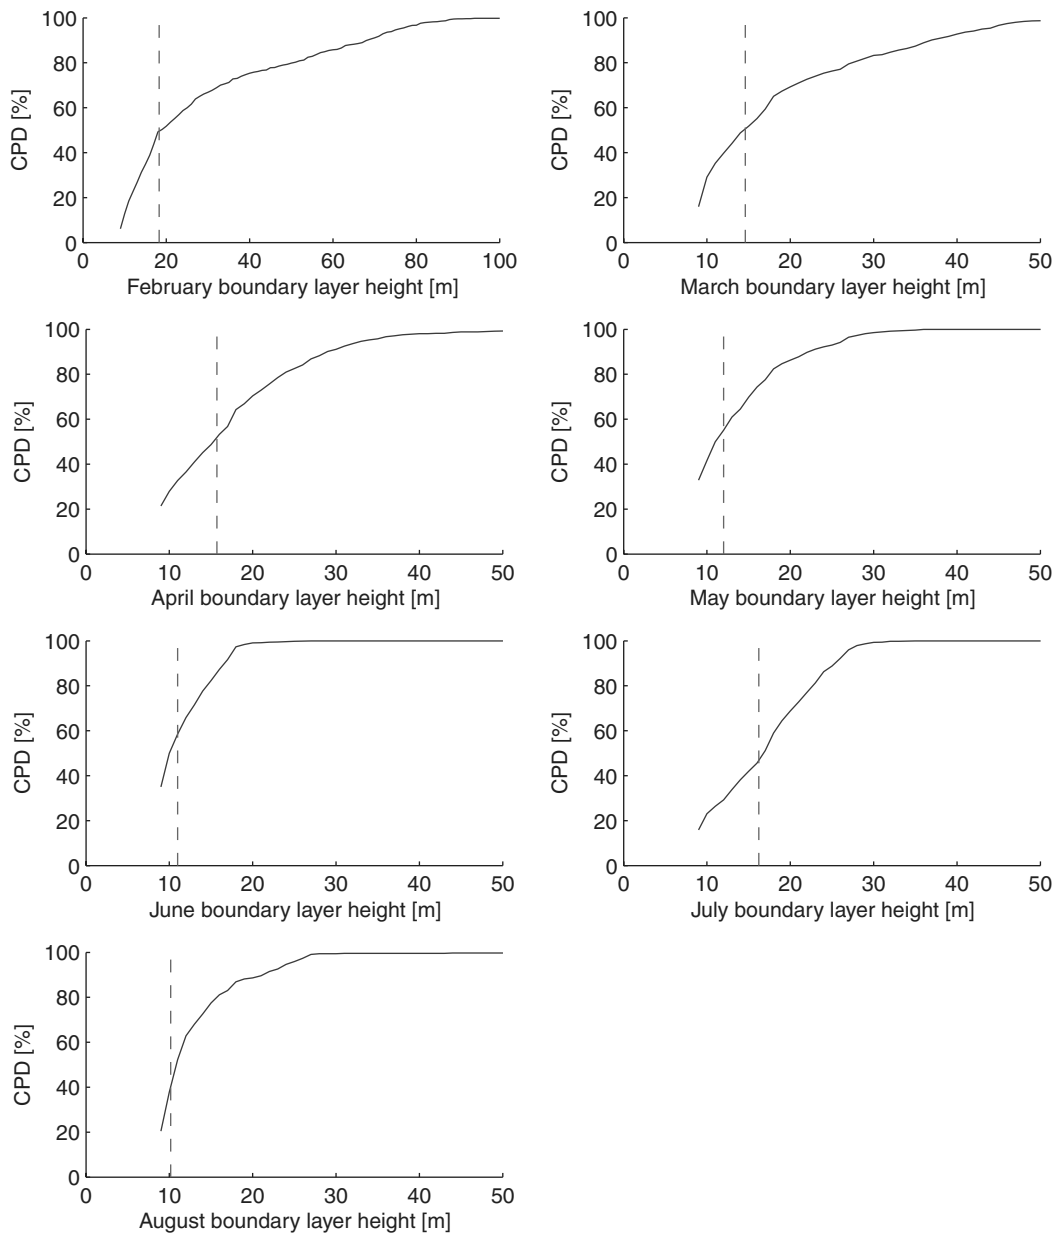 100
80
60
40
20
0
CPD [%]
0 20 40 60 80 100
February boundary layer height [m]
100
80
60
40
20
0
CPD [%]
0 10 20 30 40 50
March boundary layer height [m]
100
80
60
40
20
0
CPD [%]
0 10 20 30 40 50
April boundary layer height [m]
100
80
60
40
20
0
CPD [%]
0 10 20 30 40 50
May boundary layer height [m]
100
80
60
40
20
0
CPD [%]
0 10 20 30 40 50
June boundary layer height [m]
100
80
60
40
20
0
CPD [%]
0 10 20 30 40 50
July boundary layer height [m]
100
80
60
40
20
0
CPD [%]
0 10 20 30 40 50
August boundary layer height [m]